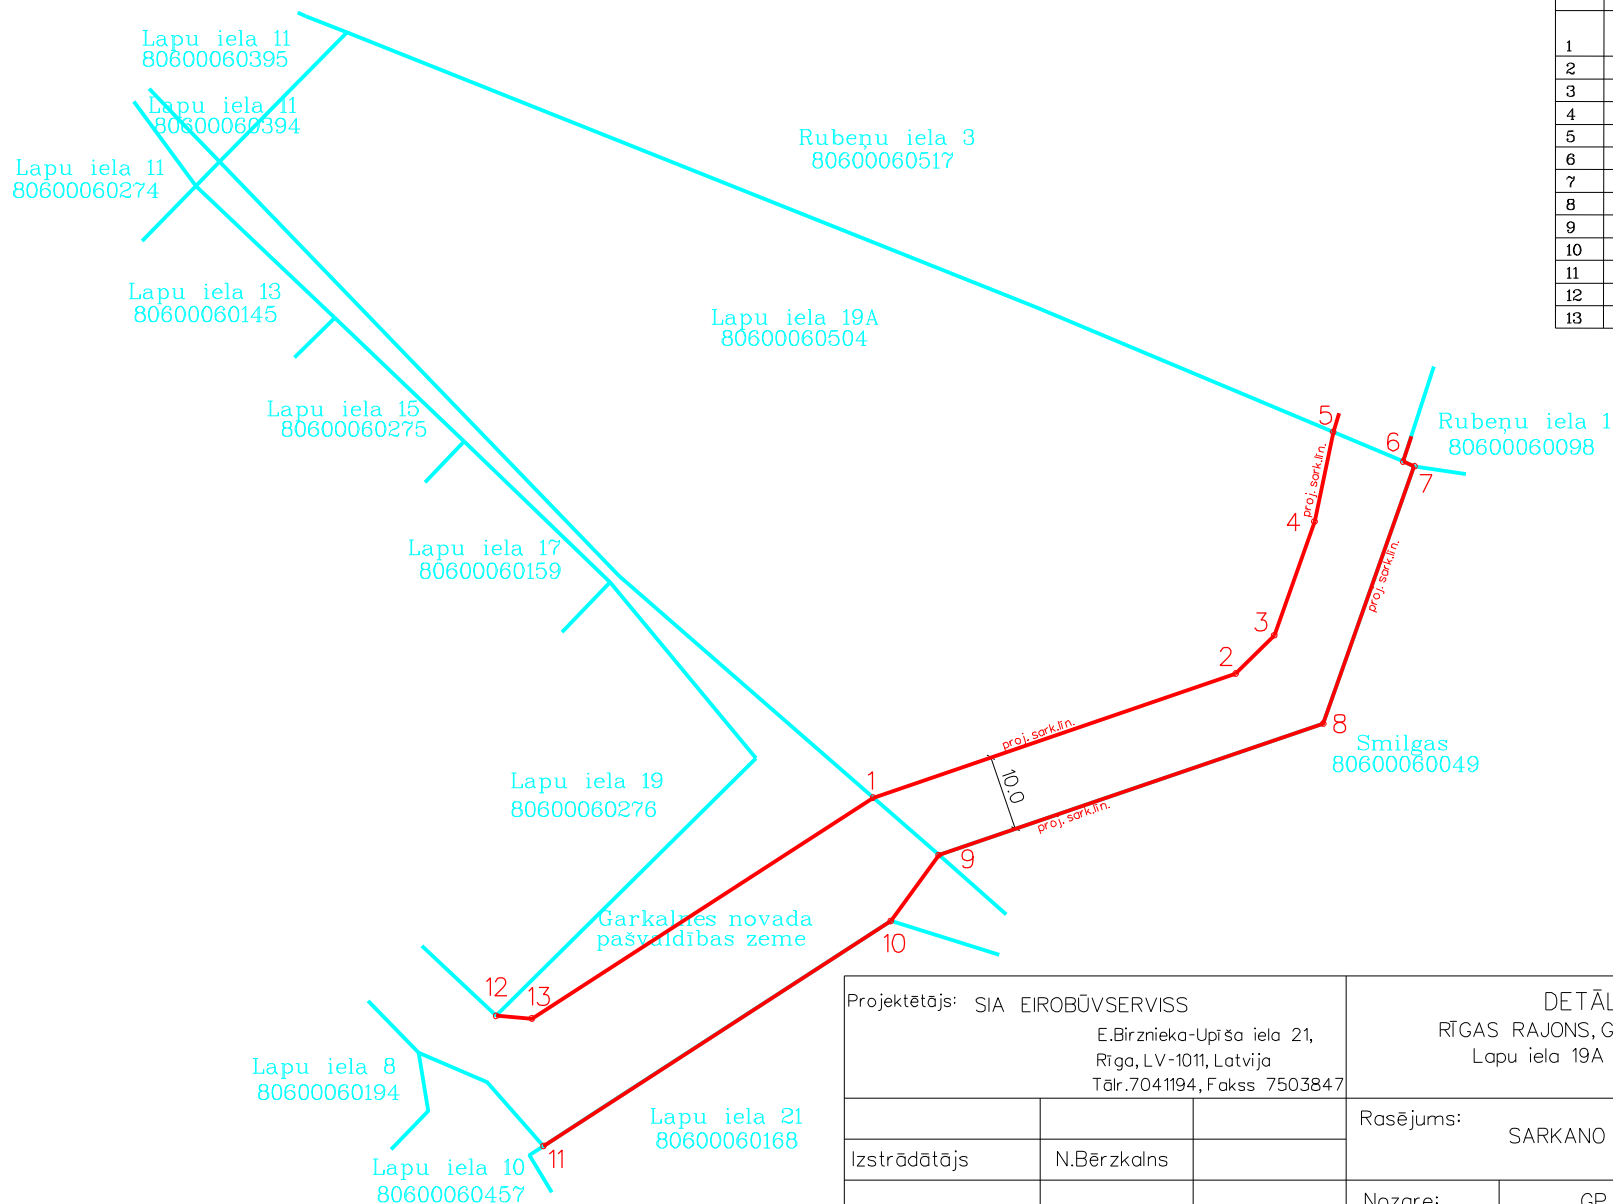 Lapu iela 11
80600060395
Lapu iela 11
80600060394
Lapu iela 11
80600060274
Rubeņu iela 3
80600060517
Lapu iela 13
80600060145
Lapu iela 19A
80600060504
Lapu iela 15
80600060275
Lapu iela 17
80600060159
Rubeņu iela 1
80600060098
Smilgas
80600060049
Lapu iela 19
80600060276
Garkalnes novada
pašvaldības zeme
Lapu iela 8
80600060194
Lapu iela 21
80600060168
Lapu iela 10
80600060457
1
2
3
4
5
6
7
8
9
10
11
12
13
proj. sark.līn.
proj. sark.līn.
proj. sark.līn.
proj. sark.līn.
10.0
1
2
3
4
5
6
7
8
9
10
11
12
13
Projektētājs: SIA EIROBŪVSERVISS
E.Birznieka-Upīša iela 21,
Rīga, LV-1011, Latvija
Tālr.7041194, Fakss 7503847
DETĀL
RĪGAS RAJONS, G
Lapu iela 19A
Rasējums:
SARKANO
Izstrādātājs N.Bērzkalns
Nozare: GP